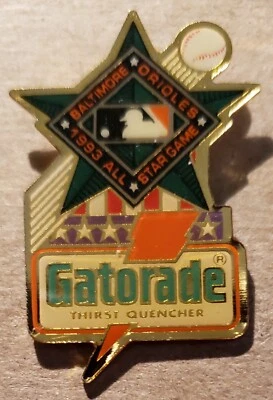 BALTIMORE ORIOLES
1993 ALL STAR GAME
Gatorade®
THIRST QUENCHER